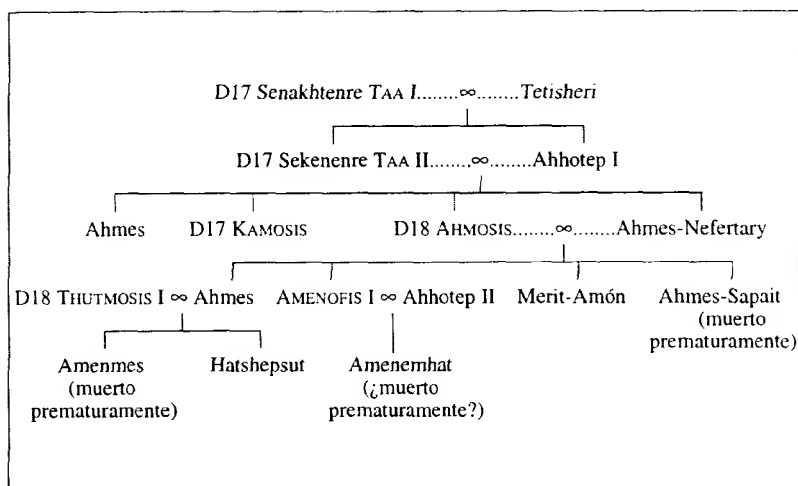 D17 Senakhtenre TAA I........∞........Tetisheri
D17 Sekenenre TAA II........∞........Ahhotep I
Ahmes D17 KAMOSIS D18 AHMOSIS........∞........Ahmes-Nefertary
D18 THUTMOSIS I ∞ Ahmes AMENOFIS I ∞ Ahhotep II Merit-Amón Ahmes-Sapait
(muerto
prematuramente)
Amenmes Hatshepsut Amenemhat
(muerto (¿muerto
prematuramente) prematuramente?)